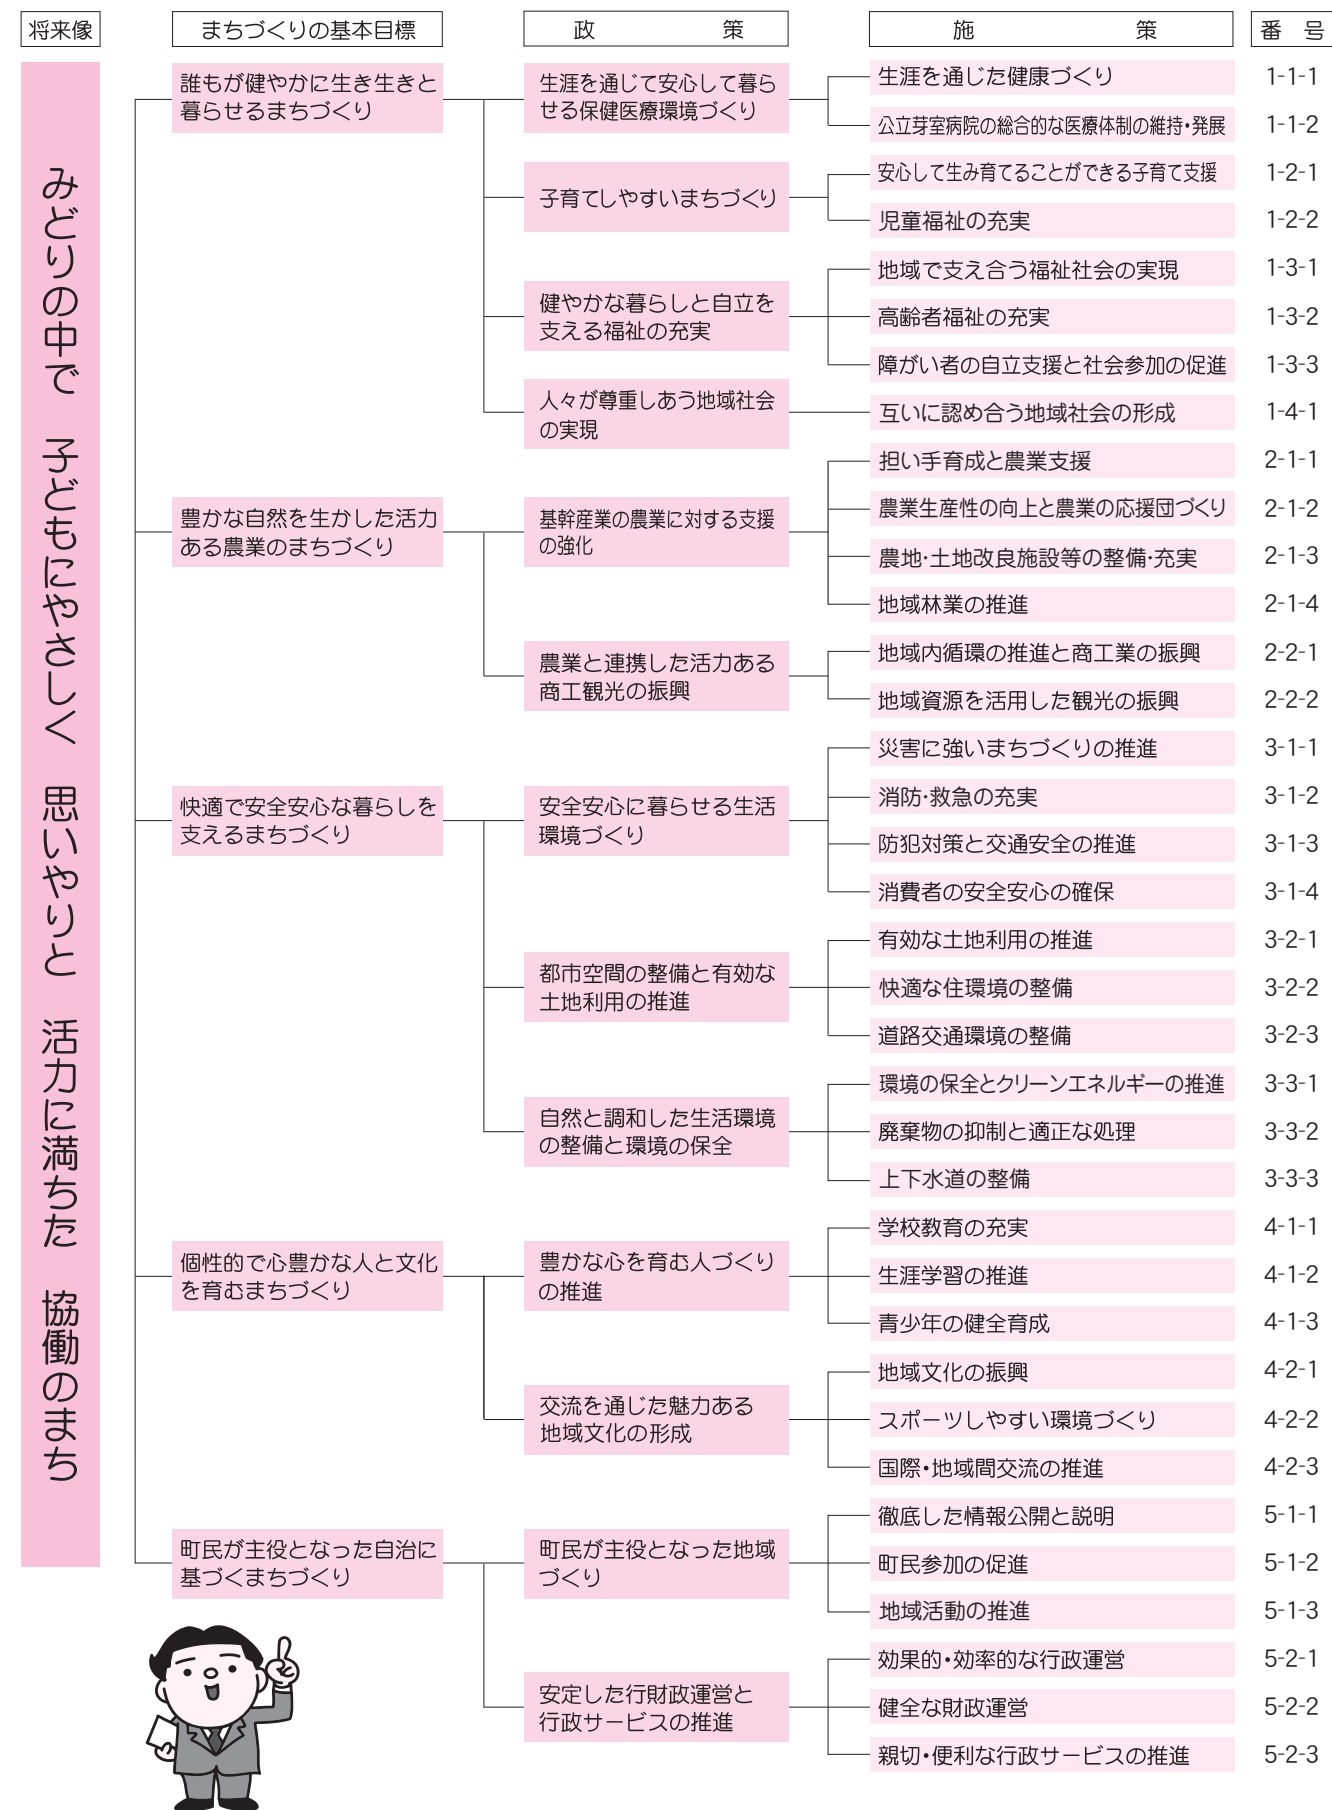 将来像
まちづくりの基本目標
政策
施策
番号
みどりの中で 子どもにやさしく 思いやりと 活力に満ちた 協働のまち
誰もが健やかに生き生きと
暮らせるまちづくり
生涯を通じて安心して暮ら
せる保健医療環境づくり
生涯を通じた健康づくり
1-1-1
公立芽室病院の総合的な医療体制の維持・発展
1-1-2
子育てしやすいまちづくり
安心して生み育てることができる子育て支援
1-2-1
児童福祉の充実
1-2-2
健やかな暮らしと自立を
支える福祉の充実
地域で支え合う福祉社会の実現
1-3-1
高齢者福祉の充実
1-3-2
障がい者の自立支援と社会参加の促進
1-3-3
人々が尊重しあう地域社会
の実現
互いに認め合う地域社会の形成
1-4-1
豊かな自然を生かした活力
ある農業のまちづくり
基幹産業の農業に対する支援
の強化
担い手育成と農業支援
2-1-1
農業生産性の向上と農業の応援団づくり
2-1-2
農地・土地改良施設等の整備・充実
2-1-3
地域林業の推進
2-1-4
農業と連携した活力ある
商工観光の振興
地域内循環の推進と商工業の振興
2-2-1
地域資源を活用した観光の振興
2-2-2
快適で安全安心な暮らしを
支えるまちづくり
安全安心に暮らせる生活
環境づくり
災害に強いまちづくりの推進
3-1-1
消防・救急の充実
3-1-2
防犯対策と交通安全の推進
3-1-3
消費者の安全安心の確保
3-1-4
都市空間の整備と有効な
土地利用の推進
有効な土地利用の推進
3-2-1
快適な住環境の整備
3-2-2
道路交通環境の整備
3-2-3
自然と調和した生活環境
の整備と環境の保全
環境の保全とクリーンエネルギーの推進
3-3-1
廃棄物の抑制と適正な処理
3-3-2
上下水道の整備
3-3-3
個性的で心豊かな人と文化
を育むまちづくり
豊かな心を育む人づくり
の推進
学校教育の充実
4-1-1
生涯学習の推進
4-1-2
青少年の健全育成
4-1-3
交流を通じた魅力ある
地域文化の形成
地域文化の振興
4-2-1
スポーツしやすい環境づくり
4-2-2
国際・地域間交流の推進
4-2-3
町民が主役となった自治に
基づくまちづくり
町民が主役となった地域
づくり
徹底した情報公開と説明
5-1-1
町民参加の促進
5-1-2
地域活動の推進
5-1-3
安定した行財政運営と
行政サービスの推進
効果的・効率的な行政運営
5-2-1
健全な財政運営
5-2-2
親切・便利な行政サービスの推進
5-2-3